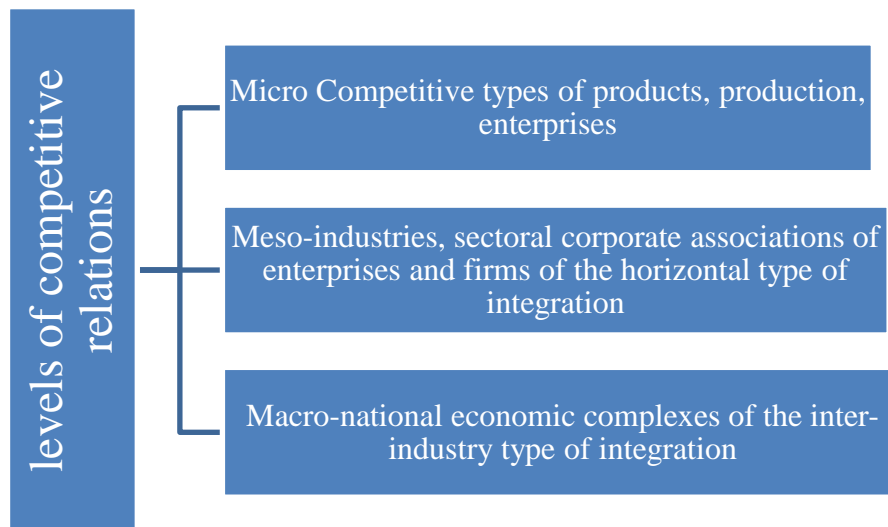 levels of competitive
relations
Micro Competitive types of products, production,
enterprises
Meso-industries, sectoral corporate associations of
enterprises and firms of the horizontal type of
integration
Macro-national economic complexes of the inter-
industry type of integration